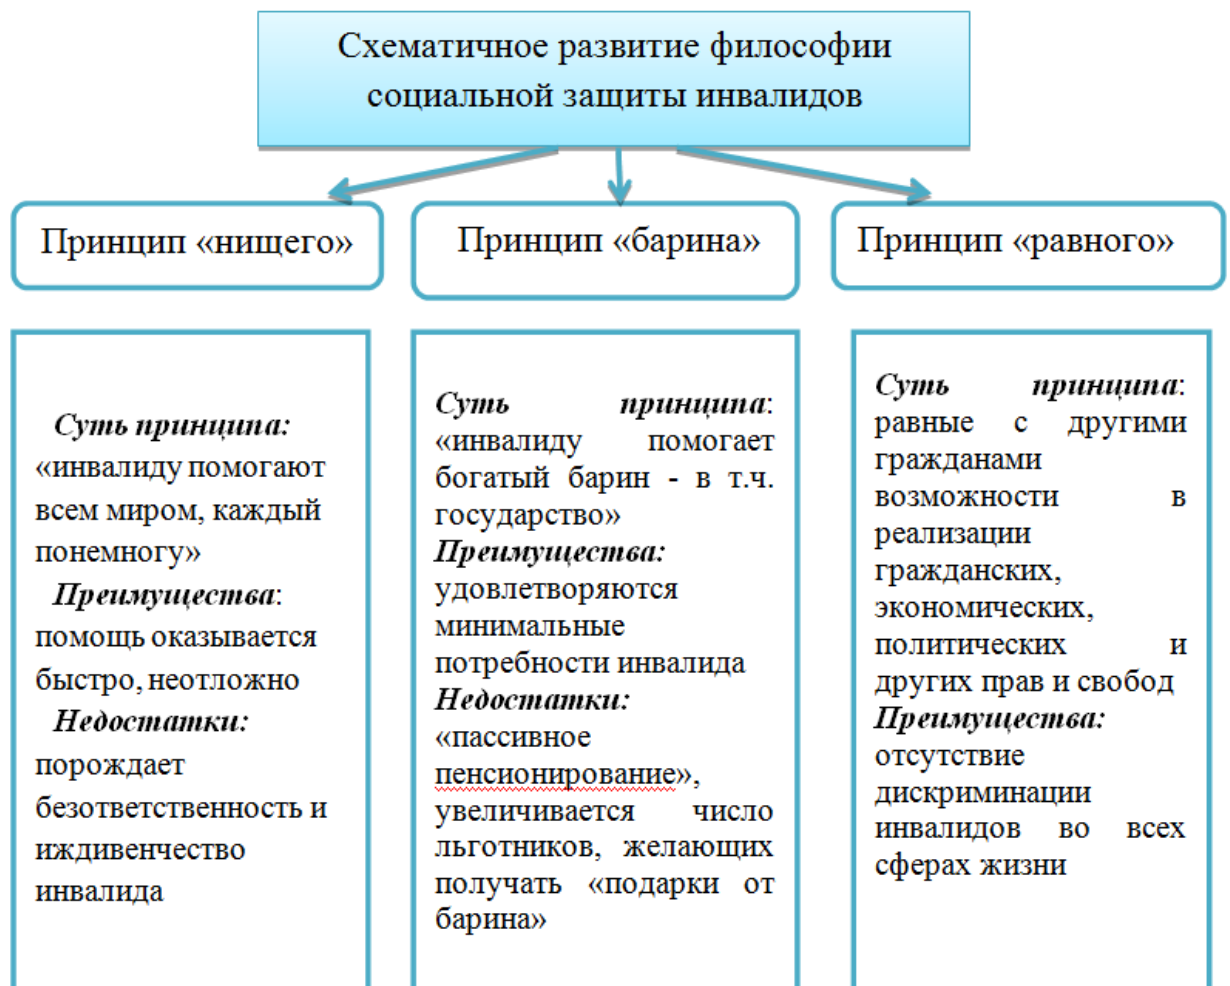 Схематичное развитие философии
социальной защиты инвалидов
Принцип «нищего»
Принцип «барина»
Принцип «равного»
Суть принципа:
«инвалиду помогают
всем миром, каждый
понемногу»
Преимущества:
помощь оказывается
быстро, неотложно
Недостатки:
порождает
безответственность и
иждивенчество
инвалида
Суть принципа:
«инвалиду помогает
богатый барин - в т.ч.
государство»
Преимущества:
удовлетворяются
минимальные
потребности инвалида
Недостатки:
«пассивное
пенсионирование»,
увеличивается число
льготников, желающих
получать «подарки от
барина»
Суть принципа:
равные с другими
гражданами
возможности в
реализации
гражданских,
экономических,
политических и
других прав и свобод
Преимущества:
отсутствие
дискриминации
инвалидов во всех
сферах жизни